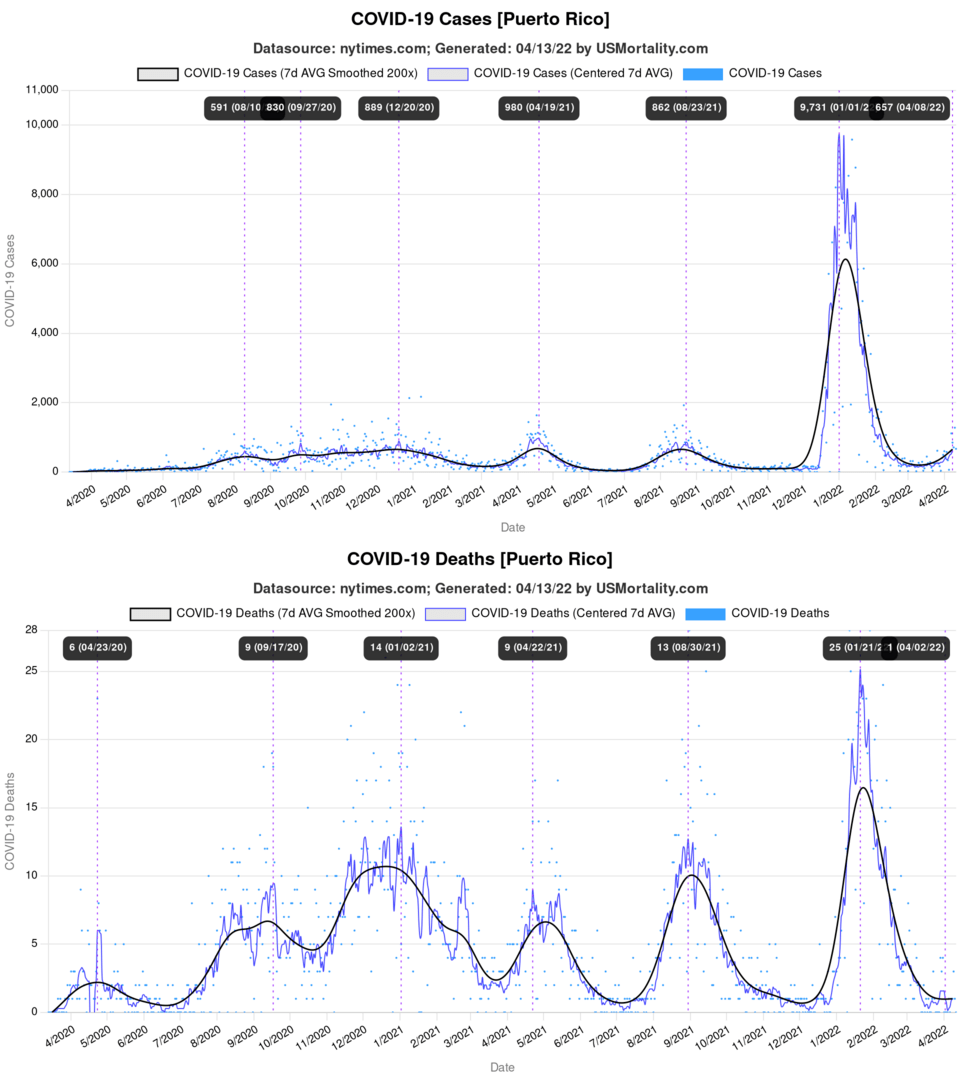 COVID-19 Cases [Puerto Rico]
Datasource: nytimes.com; Generated: 04/13/22 by USMortality.com
COVID-19 Cases (7d AVG Smoothed 200x) COVID-19 Cases (Centered 7d AVG) COVID-19 Cases
11,000
591 (08/10 830 (09/27/20) 889 (12/20/20) 980 (04/19/21) 862 (08/23/21) 9,731 (01/01/2 657 (04/08/22)
10,000
8,000
6,000
4,000
2,000
0
COVID-19 Cases
4/2020 5/2020 6/2020 7/2020 8/2020 9/2020 10/2020 11/2020 12/2020 1/2021 2/2021 3/2021 4/2021 5/2021 6/2021 7/2021 8/2021 9/2021 10/2021 11/2021 12/2021 1/2022 2/2022 3/2022 4/2022
Date
COVID-19 Deaths [Puerto Rico]
Datasource: nytimes.com; Generated: 04/13/22 by USMortality.com
COVID-19 Deaths (7d AVG Smoothed 200x) COVID-19 Deaths (Centered 7d AVG) COVID-19 Deaths
28
6 (04/23/20) 9 (09/17/20) 14 (01/02/21) 9 (04/22/21) 13 (08/30/21) 25 (01/21/2 1 (04/02/22)
25
20
15
10
5
0
COVID-19 Deaths
4/2020 5/2020 6/2020 7/2020 8/2020 9/2020 10/2020 11/2020 12/2020 1/2021 2/2021 3/2021 4/2021 5/2021 6/2021 7/2021 8/2021 9/2021 10/2021 11/2021 12/2021 1/2022 2/2022 3/2022 4/2022
Date